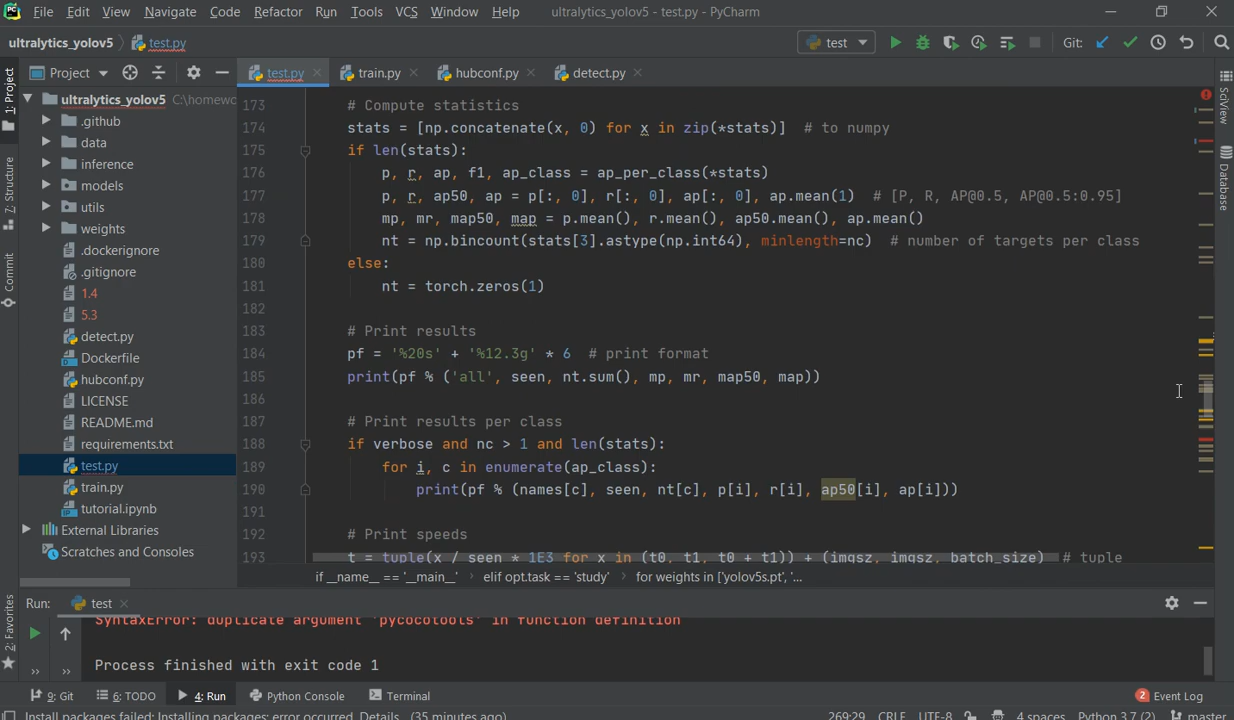 File Edit View Navigate Code Refactor Run Tools VCS Window Help ultralytics_yolov5 - test.py - PyCharm
ultralytics_yolov5 test.py test Git:
Project test.py train.py hubconf.py detect.py
1: Project
7: Structure
Commit
2: Favorites
SciView
Database
ultralytics_yolov5 C:\homewo
.github
data
inference
models
utils
weights
.dockerignore
.gitignore
1.4
5.3
detect.py
Dockerfile
hubconf.py
LICENSE
README.md
requirements.txt
test.py
train.py
tutorial.ipynb
External Libraries
Scratches and Consoles
173 # Compute statistics
174 stats = [np.concatenate(x, 0) for x in zip(*stats)]  # to numpy
175 if len(stats):
176 p, r, ap, f1, ap_class = ap_per_class(*stats)
177 p, r, ap50, ap = p[:, 0], r[:, 0], ap[:, 0], ap.mean(1)  # [P, R, AP@0.5, AP@0.5:0.95]
178 mp, mr, map50, map = p.mean(), r.mean(), ap50.mean(), ap.mean()
179 nt = np.bincount(stats[3].astype(np.int64), minlength=nc)  # number of targets per class
180 else:
181 nt = torch.zeros(1)
182
183 # Print results
184 pf = '%20s' + '%12.3g' * 6  # print format
185 print(pf % ('all', seen, nt.sum(), mp, mr, map50, map))
186
187 # Print results per class
188 if verbose and nc > 1 and len(stats):
189 for i, c in enumerate(ap_class):
190 print(pf % (names[c], seen, nt[c], p[i], r[i], ap50[i], ap[i]))
191
192 # Print speeds
193 t = tuple(x / seen * 1E3 for x in (t0, t1, t0 + t1)) + (imgsz, imgsz, batch_size)  # tuple
if __name__ == '__main__' › elif opt.task == 'study' › for weights in ['yolov5s.pt', '...
Run: test
SyntaxError: duplicate argument 'pycocotools' in function definition
Process finished with exit code 1
9: Git 6: TODO 4: Run Python Console Terminal 2 Event Log
Install packages failed: Installing packages: error occurred. Details... (35 minutes ago) 269:29 CRLF UTF-8 4 spaces Python 3.7 (2) master